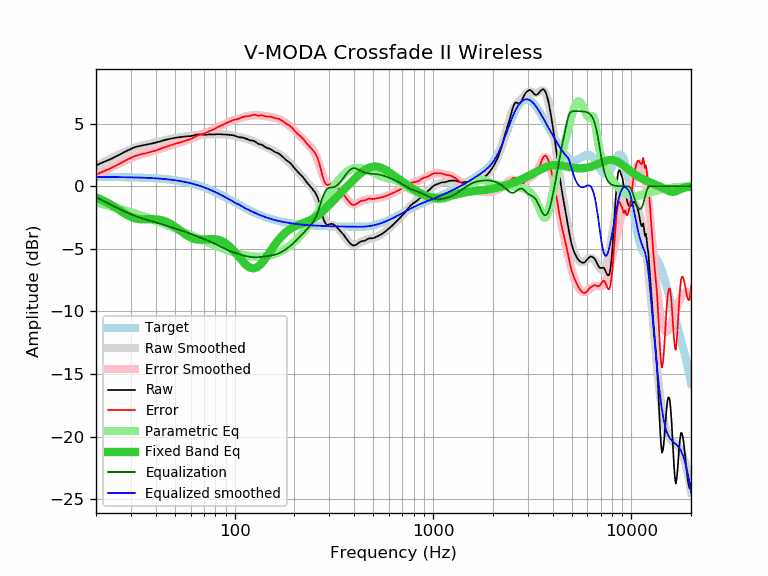 V-MODA Crossfade II Wireless
5
0
−5
−10
−15
−20
−25
Amplitude (dBr)
Target
Raw Smoothed
Error Smoothed
Raw
Error
Parametric Eq
Fixed Band Eq
Equalization
Equalized smoothed
100
1000
10000
Frequency (Hz)